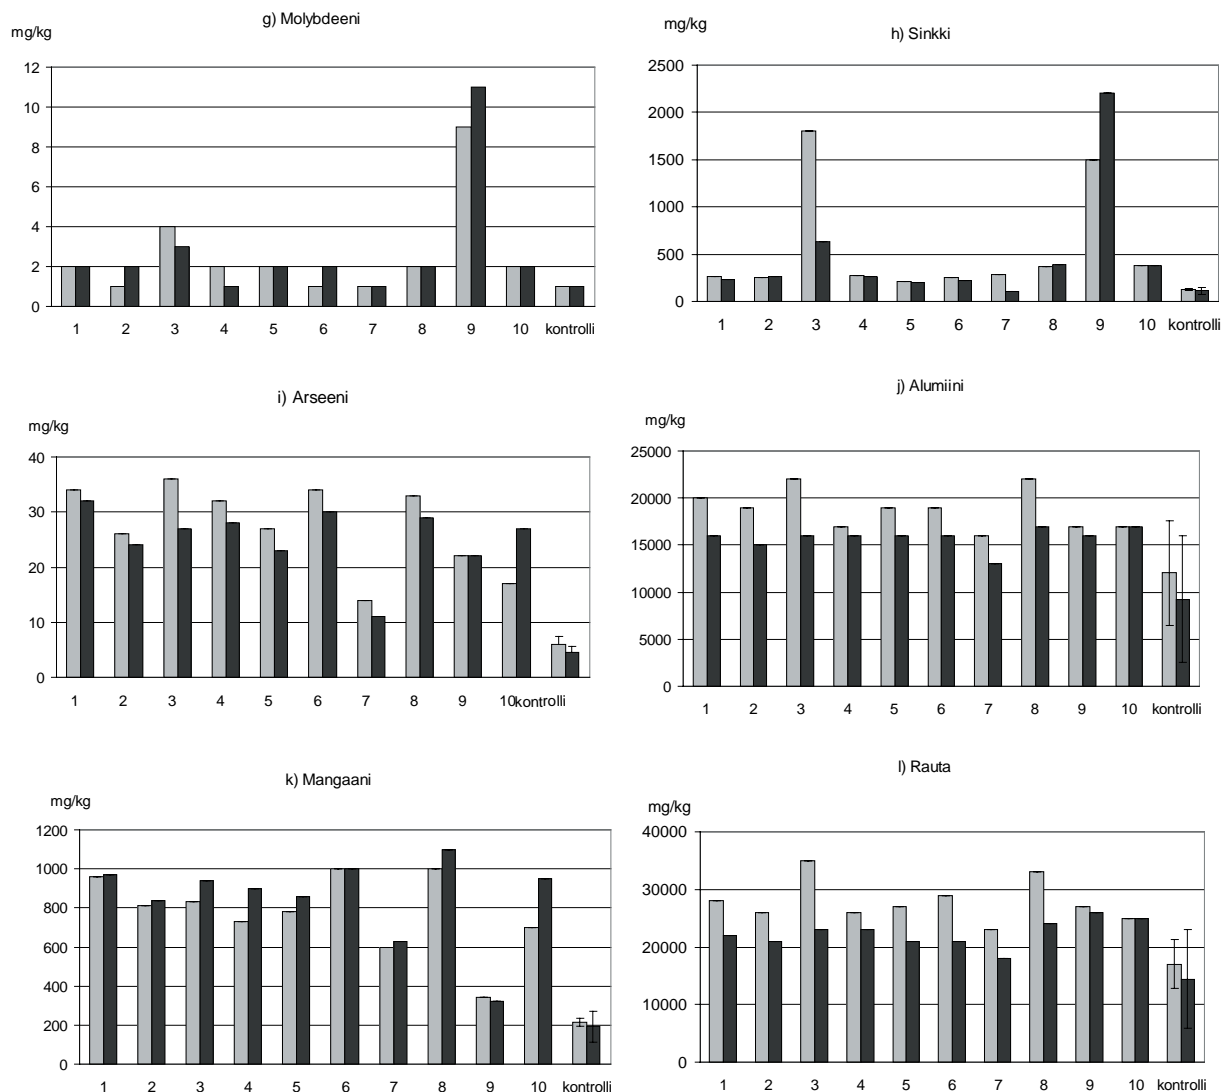 g) Molybdeeni
mg/kg
12
10
8
6
4
2
0
1 2 3 4 5 6 7 8 9 10 kontrolli
h) Sinkki
mg/kg
2500
2000
1500
1000
500
0
1 2 3 4 5 6 7 8 9 10 kontrolli
i) Arseeni
mg/kg
40
30
20
10
0
1 2 3 4 5 6 7 8 9 10kontrolli
j) Alumiini
mg/kg
25000
20000
15000
10000
5000
0
1 2 3 4 5 6 7 8 9 10 kontrolli
k) Mangaani
mg/kg
1200
1000
800
600
400
200
0
1 2 3 4 5 6 7 8 9 10 kontrolli
l) Rauta
mg/kg
40000
30000
20000
10000
0
1 2 3 4 5 6 7 8 9 10 kontrolli